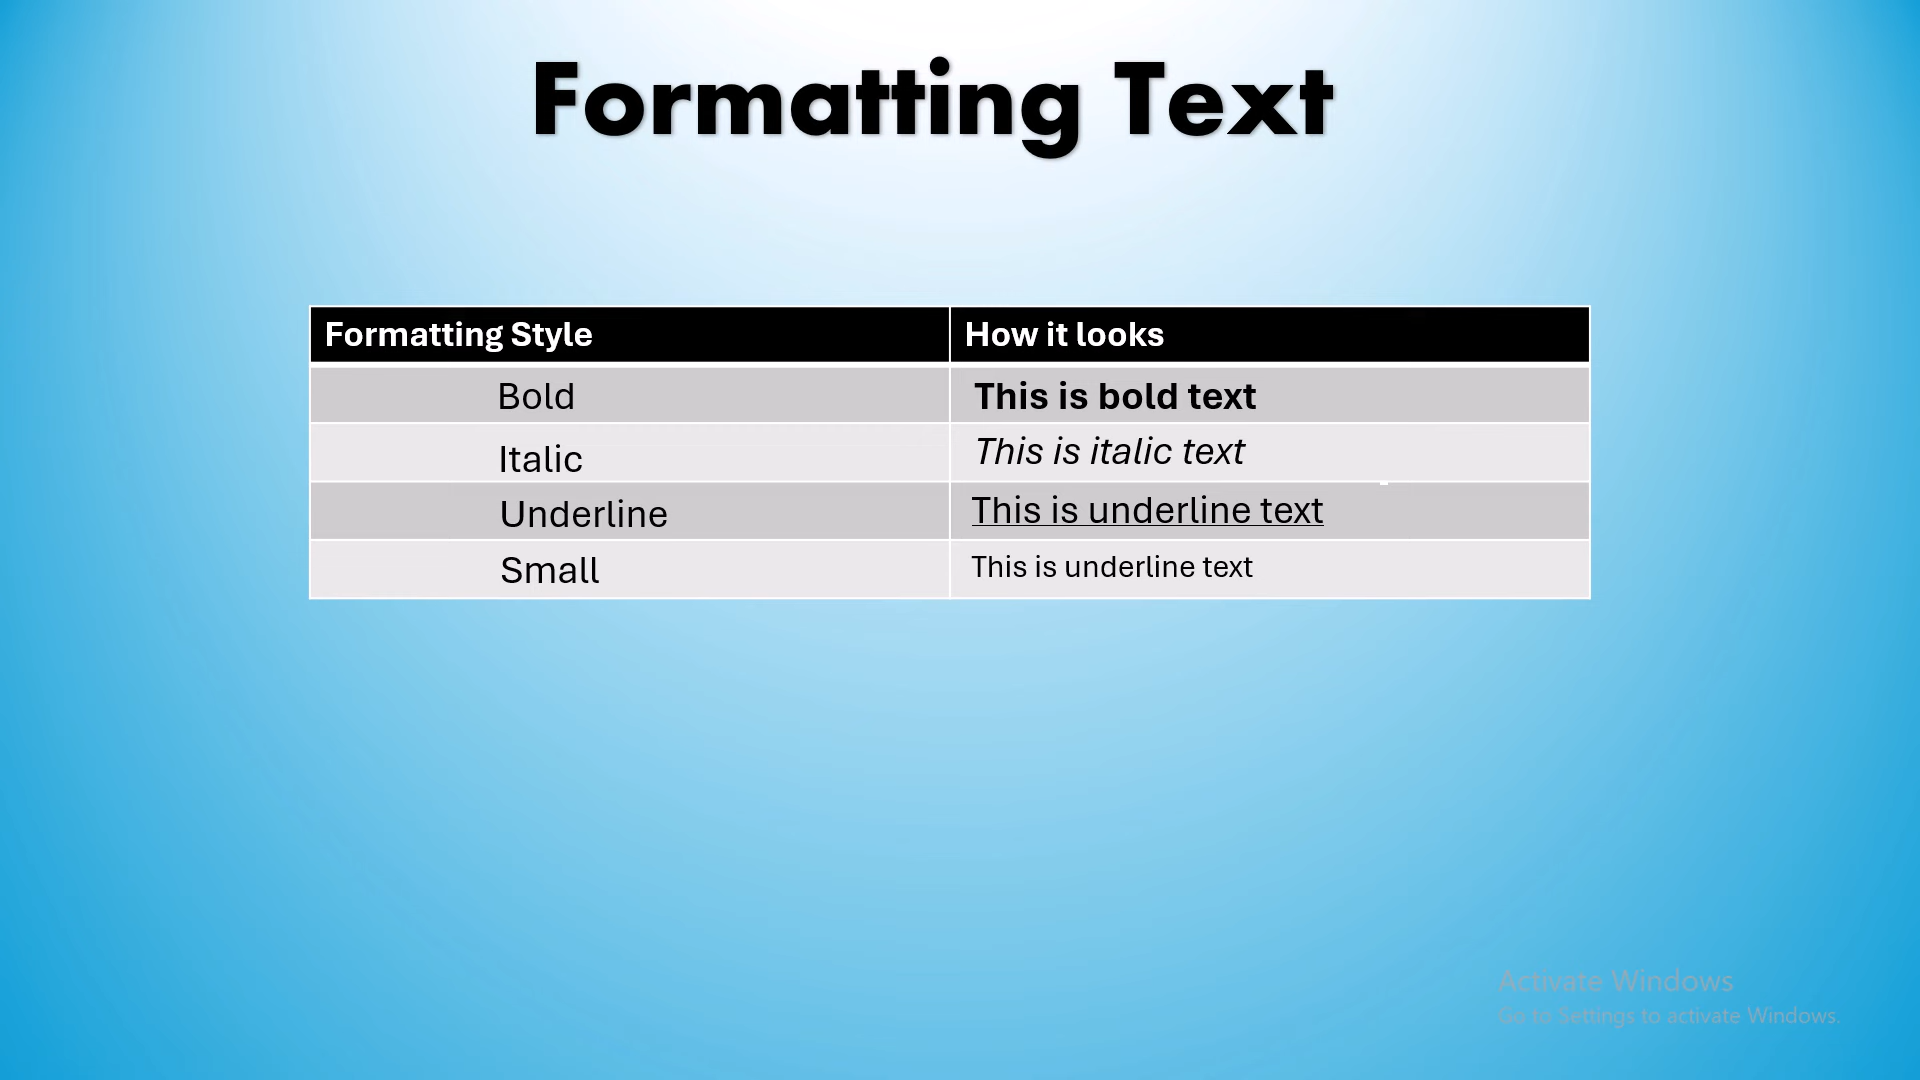 Formatting Text
Formatting Style How it looks
Bold This is bold text
Italic This is italic text
Underline This is underline text
Small This is underline text
Activate Windows
Go to Settings to activate Windows.